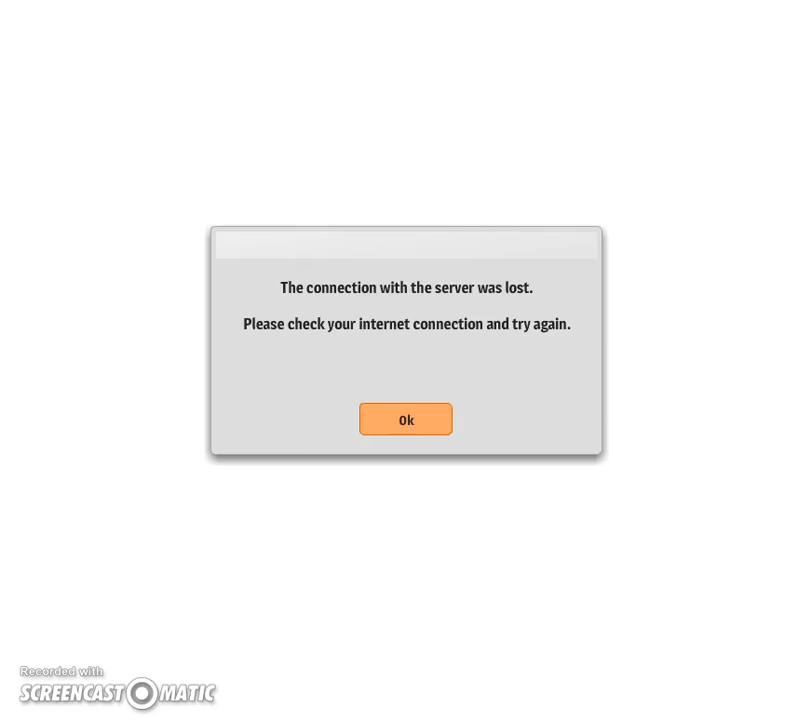 The connection with the server was lost.
Please check your internet connection and try again.
Ok
Recorded with
SCREENCAST MATIC